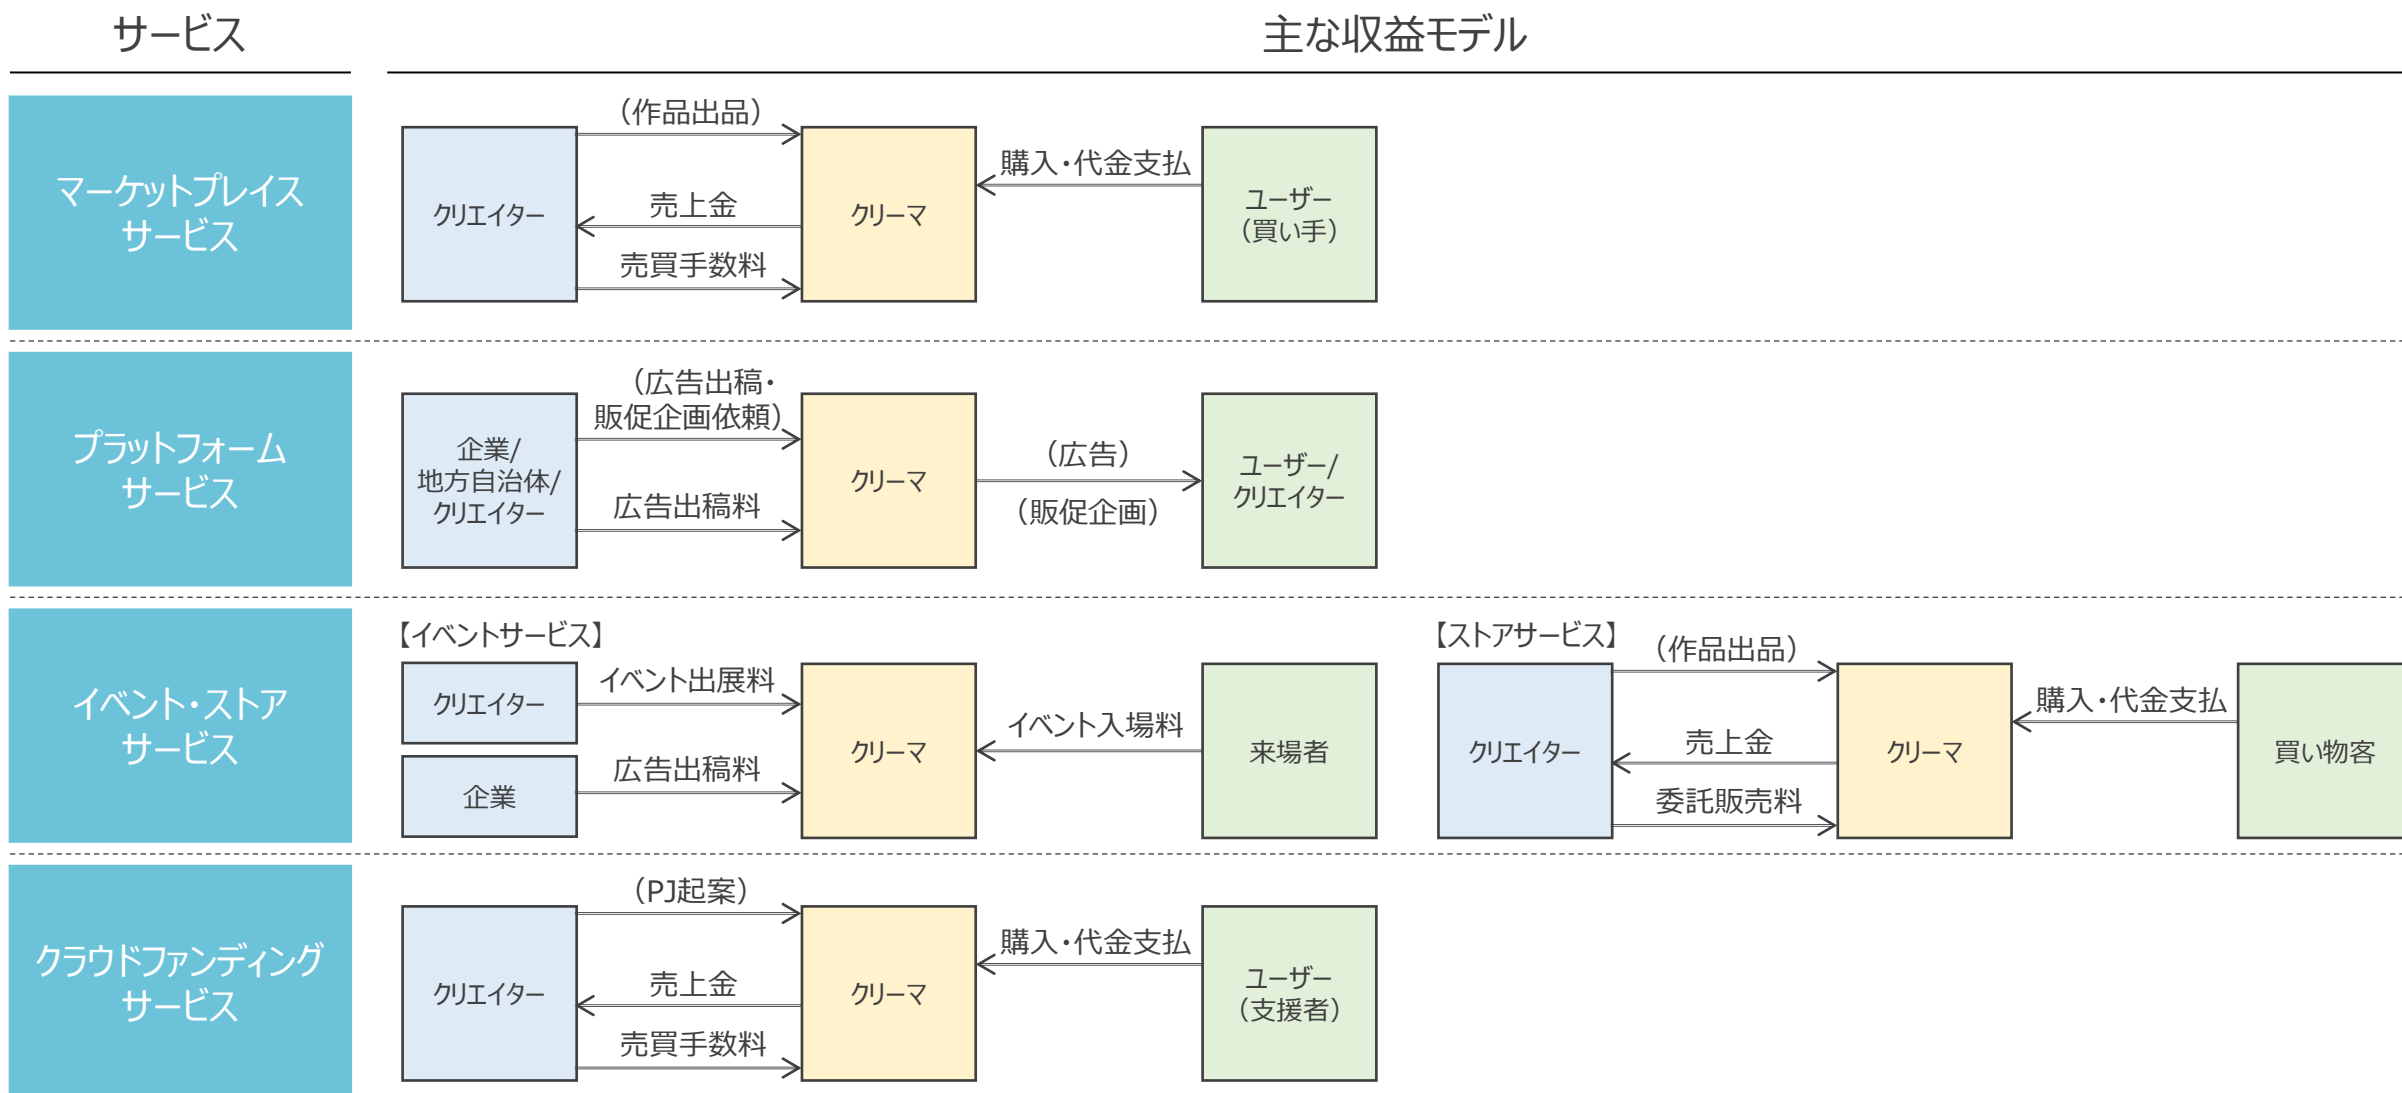 サービス
主な収益モデル
マーケットプレイス
サービス
クリエイター
（作品出品）
売上金
売買手数料
クリーマ
購入・代金支払
ユーザー
（買い手）
プラットフォーム
サービス
企業/
地方自治体/
クリエイター
（広告出稿・
販促企画依頼）
広告出稿料
クリーマ
（広告）
（販促企画）
ユーザー/
クリエイター
イベント・ストア
サービス
【イベントサービス】
クリエイター
企業
イベント出展料
広告出稿料
クリーマ
イベント入場料
来場者
【ストアサービス】
クリエイター
（作品出品）
売上金
委託販売料
クリーマ
購入・代金支払
買い物客
クラウドファンディング
サービス
クリエイター
（PJ起案）
売上金
売買手数料
クリーマ
購入・代金支払
ユーザー
（支援者）